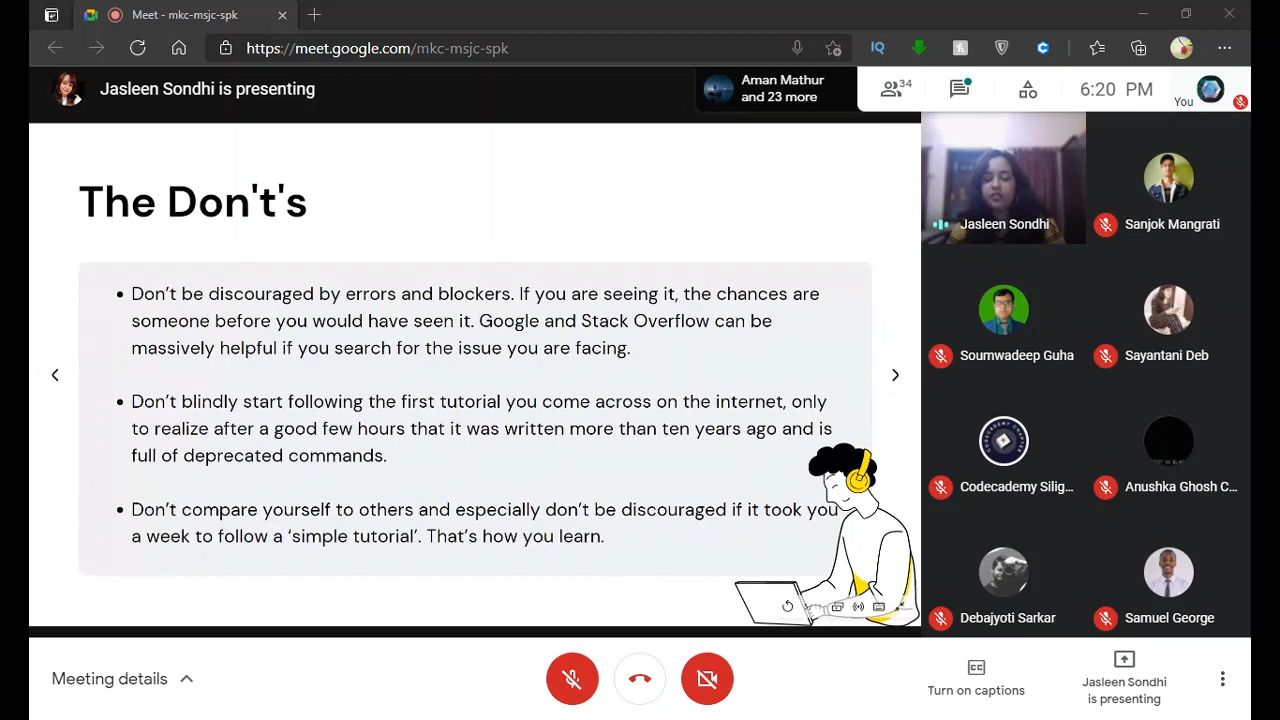 Meet - mkc-msjc-spk
https://meet.google.com/mkc-msjc-spk
IQ
Jasleen Sondhi is presenting
Aman Mathur
and 23 more
34
6:20 PM
You
The Don't's
• Don't be discouraged by errors and blockers. If you are seeing it, the chances are
someone before you would have seen it. Google and Stack Overflow can be
massively helpful if you search for the issue you are facing.
• Don't blindly start following the first tutorial you come across on the internet, only
to realize after a good few hours that it was written more than ten years ago and is
full of deprecated commands.
• Don't compare yourself to others and especially don't be discouraged if it took you
a week to follow a 'simple tutorial'. That's how you learn.
Jasleen Sondhi
Sanjok Mangrati
Soumwadeep Guha
Sayantani Deb
Codecademy Silig...
Anushka Ghosh C...
Debajyoti Sarkar
Samuel George
Meeting details
CC
Turn on captions
Jasleen Sondhi
is presenting